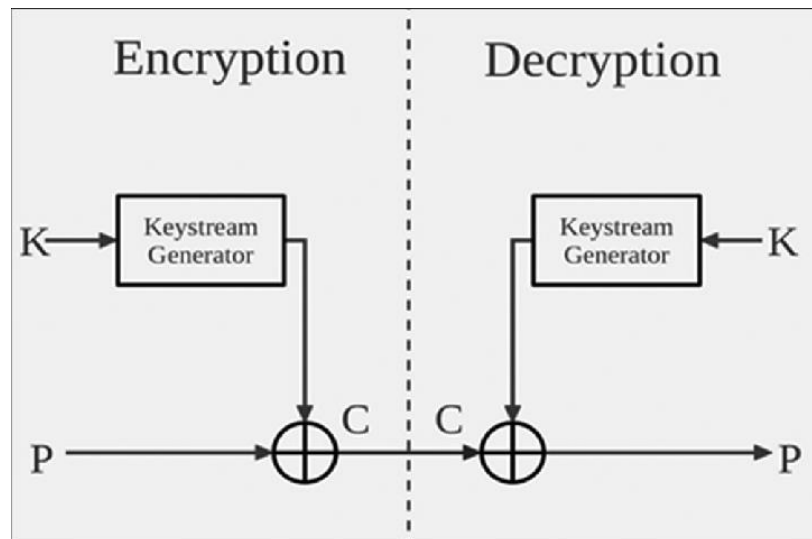 Encryption
Decryption
K
Keystream
Generator
Keystream
Generator
K
C
C
P
P